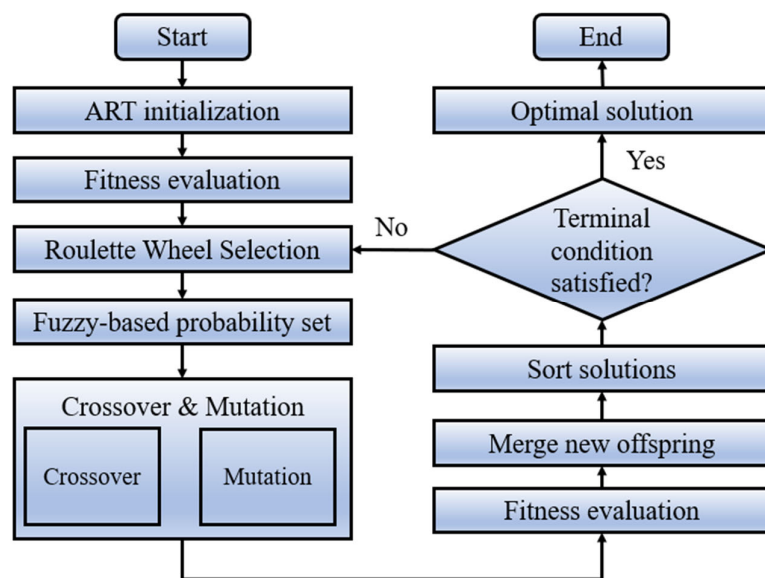 Start
ART initialization
Fitness evaluation
Roulette Wheel Selection
Fuzzy-based probability set
Crossover & Mutation
Crossover
Mutation
Fitness evaluation
Merge new offspring
Sort solutions
Terminal
condition
satisfied?
No
Yes
Optimal solution
End